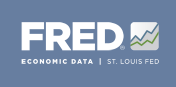 FRED®
ECONOMIC DATA | ST. LOUIS FED